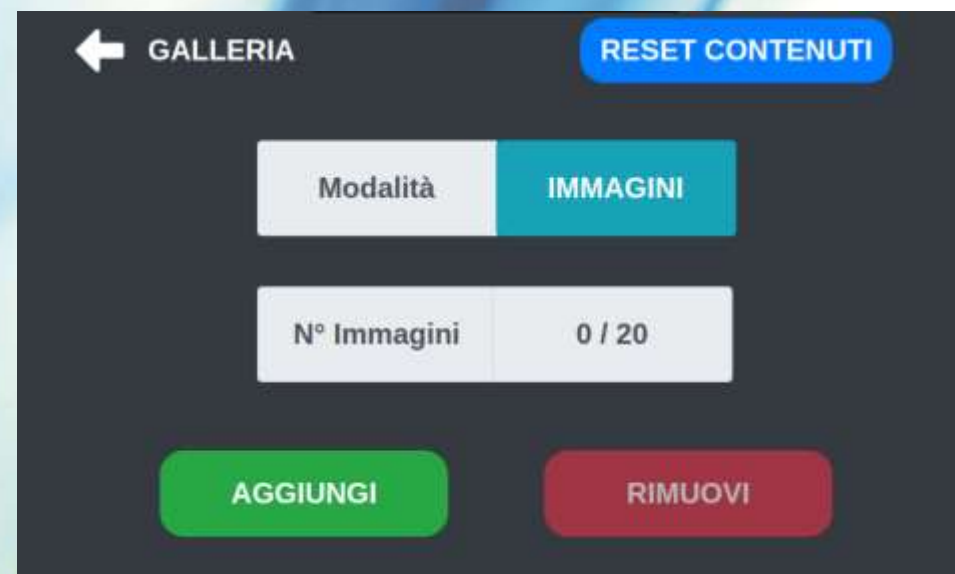 GALLERIA
RESET CONTENUTI
Modalità IMMAGINI
N° Immagini 0 / 20
AGGIUNGI
RIMUOVI